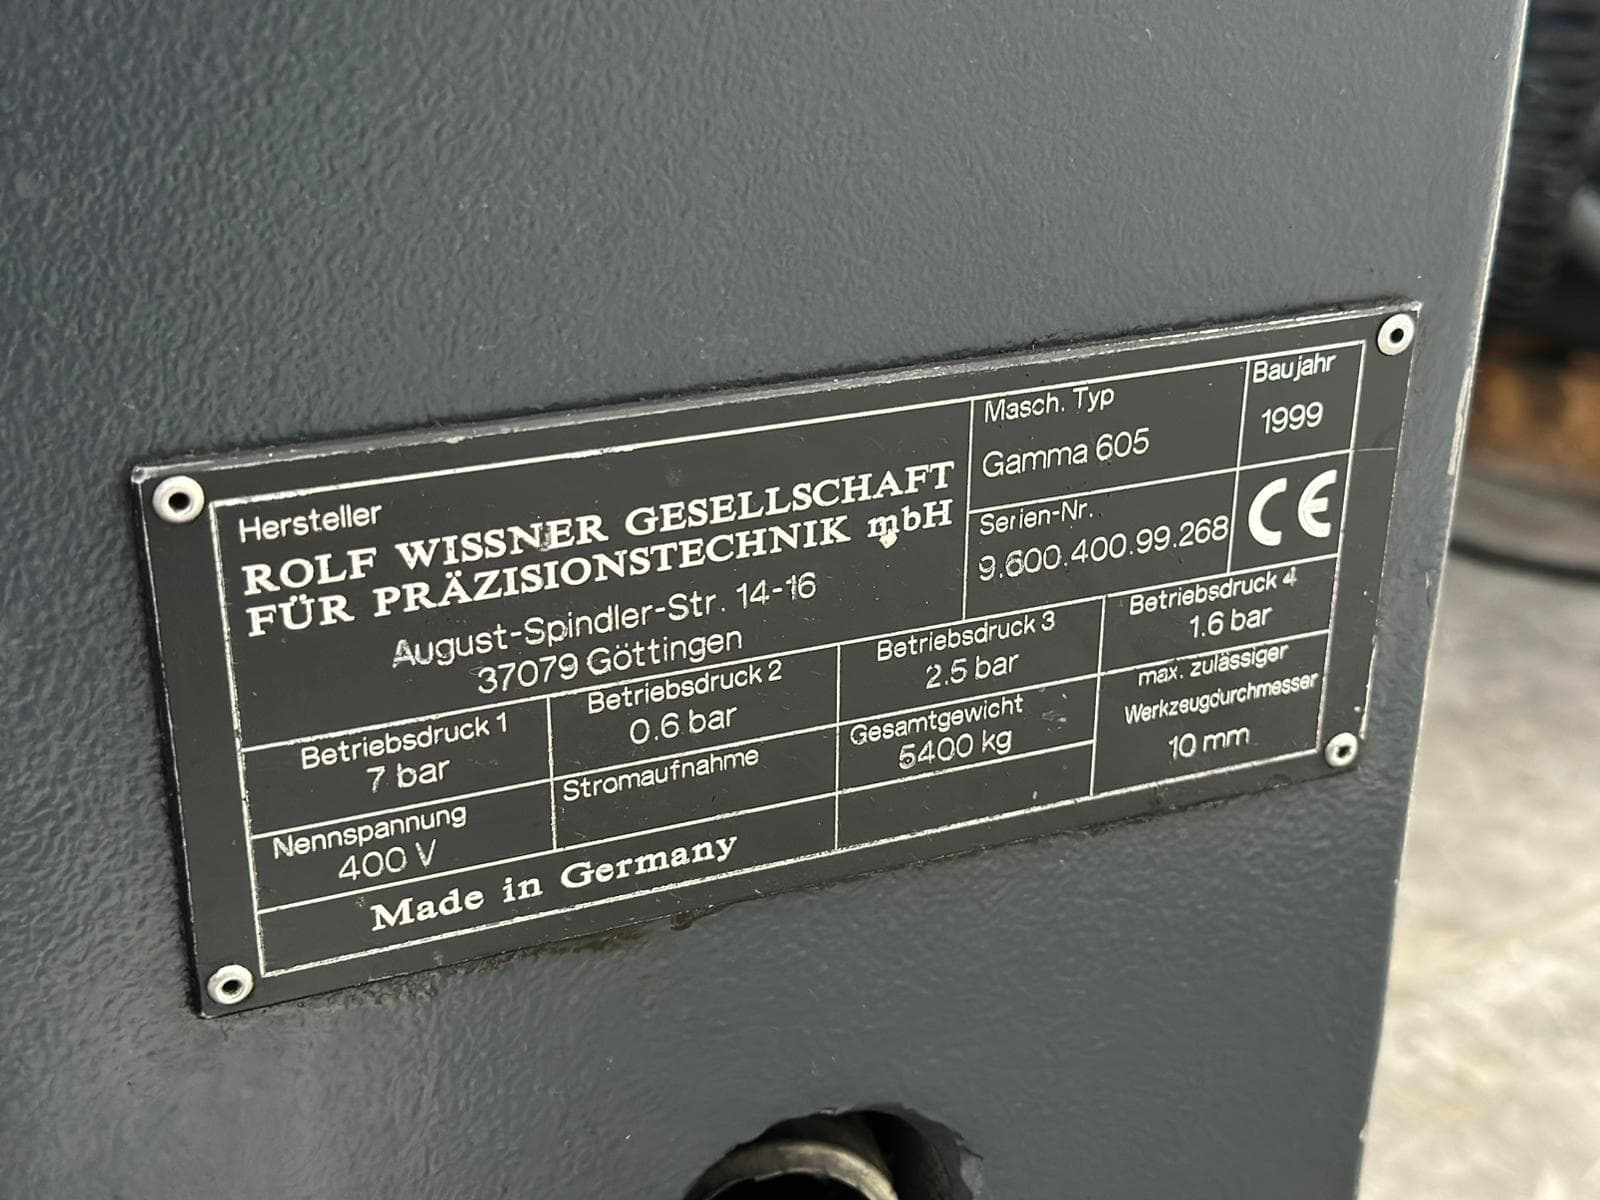 Hersteller
ROLF WISSNER GESELLSCHAFT
FÜR PRÄZISIONSTECHNIK mbH
August-Spindler-Str. 14-16
37079 Göttingen
Masch. Typ
Gamma 605
Baujahr
1999
Serien-Nr.
9.600.400.99.268
CE
Betriebsdruck 1
7 bar
Betriebsdruck 2
0.6 bar
Betriebsdruck 3
2.5 bar
Betriebsdruck 4
1.6 bar
Nennspannung
400 V
Stromaufnahme
Gesamtgewicht
5400 kg
max. zulässiger
Werkzeugdurchmesser
10 mm
Made in Germany